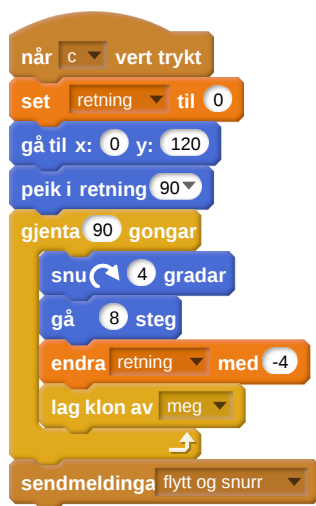 når c vert trykt
set retning til 0
gå til x: 0 y: 120
peik i retning 90
gjenta 90 gongar
snu 4 gradar
gå 8 steg
endra retning med -4
lag klon av meg
sendmeldinga flytt og snurr